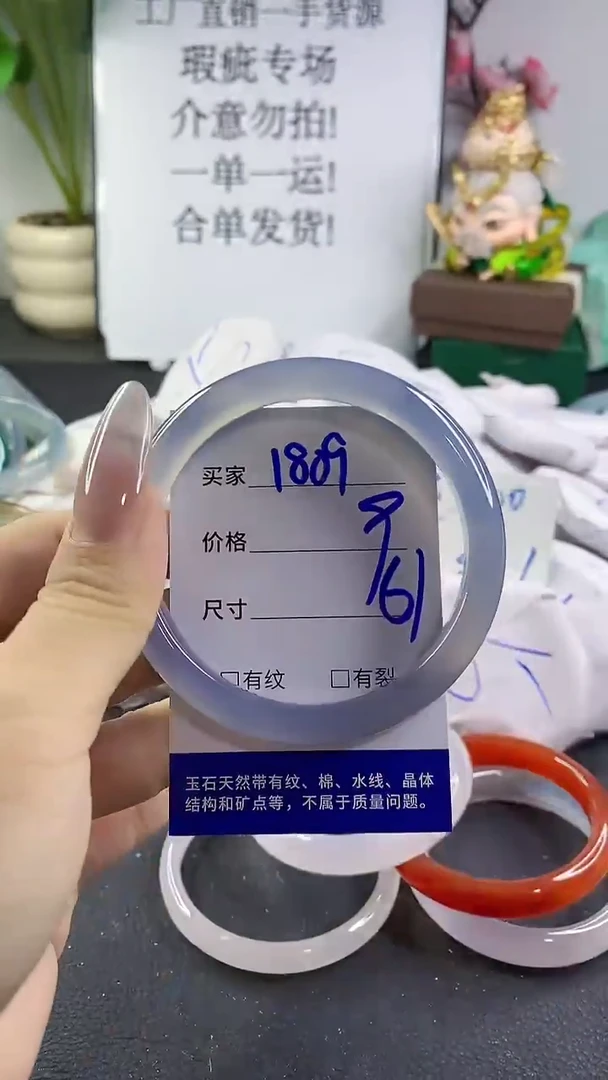 工厂直销一手货源
瑕疵专场
介意勿拍!
一单一运!
合单发货!
买家 1809
价格
尺寸 61
□有纹 □有裂
玉石天然带有纹、棉、水线、晶体
结构和矿点等，不属于质量问题。